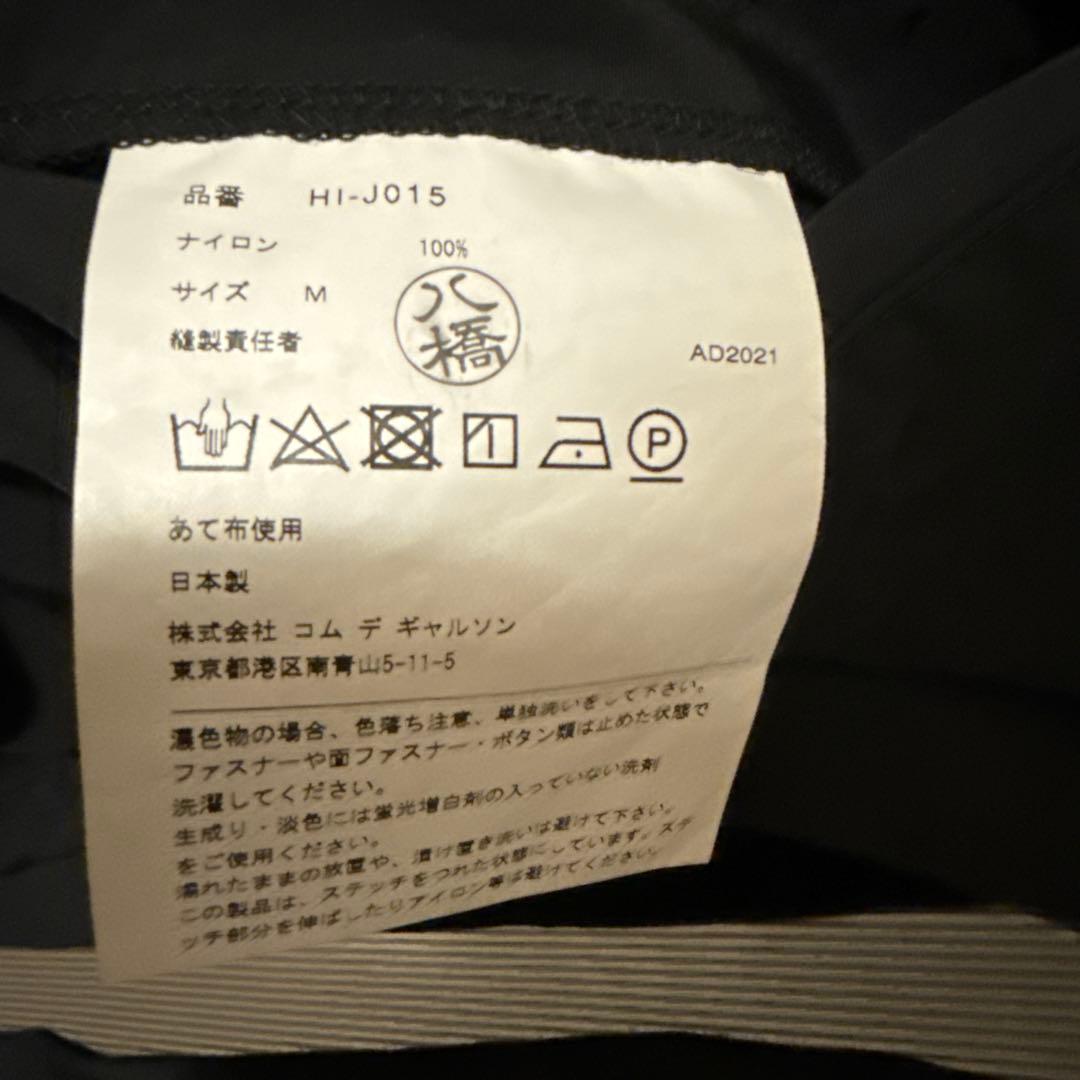 品番 HI-J015
ナイロン 100%
サイズ M
縫製責任者 八橋
AD2021
P
あて布使用
日本製
株式会社 コム デ ギャルソン
東京都港区南青山5-11-5
濃色物の場合、色落ち注意、単独洗いをして下さい。
ファスナーや面ファスナー・ボタン類は止めた状態で
洗濯してください。
生成り・淡色には蛍光増白剤の入っていない洗剤
をご使用ください。
濡れたままの放置や、漬け置き洗いは避けて下さい。
この製品は、ステッチをつれた状態にしています。ステ
ッチ部分を伸ばしたりアイロン等は避けてください。